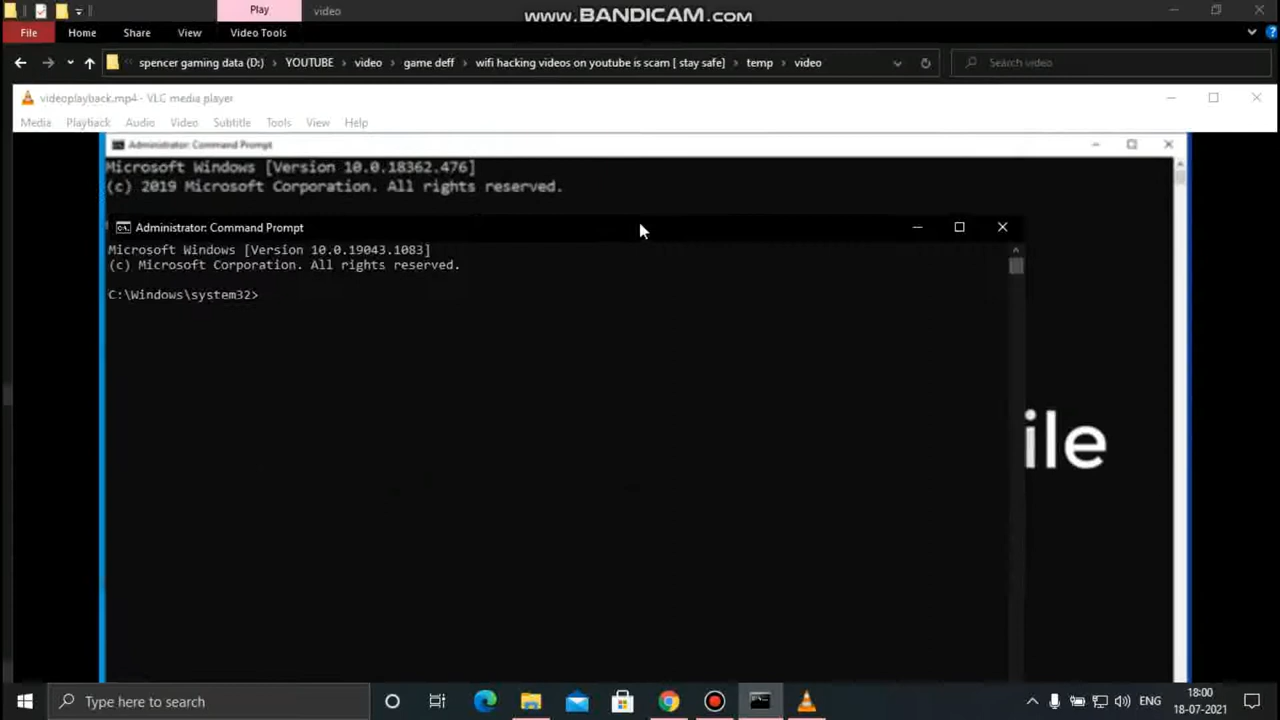 Play
video
www.BANDICAM.com
File
Home
Share
View
Video Tools
spencer gaming data (D:)
YOUTUBE
video
game deff
wifi hacking videos on youtube is scam [ stay safe]
temp
video
Search video
videoplayback.mp4 - VLC media player
Media
Playback
Audio
Video
Subtitle
Tools
View
Help
Administrator: Command Prompt
Microsoft Windows [Version 10.0.18362.476]
(c) 2019 Microsoft Corporation. All rights reserved.
Administrator: Command Prompt
Microsoft Windows [Version 10.0.19043.1083]
(c) Microsoft Corporation. All rights reserved.
C:\Windows\system32>
ile
Type here to search
ENG
18:00
18-07-2021